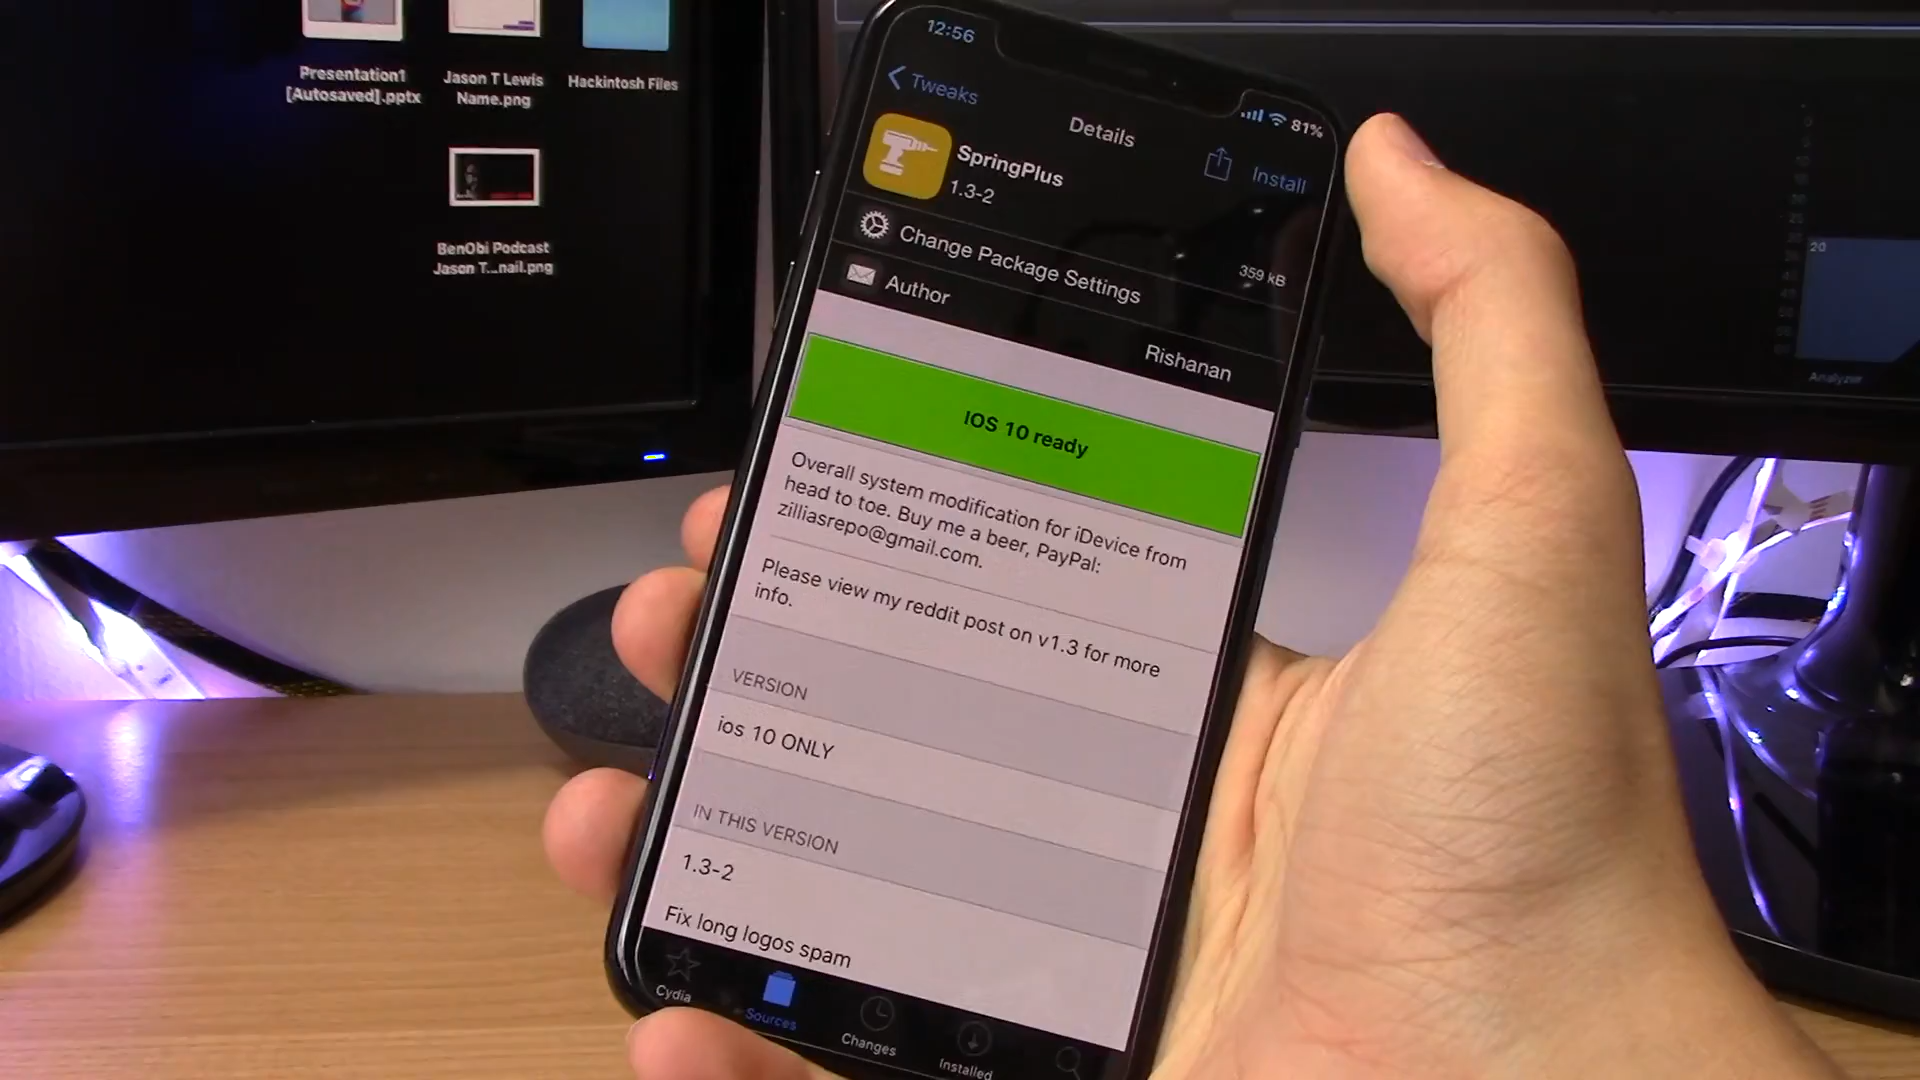 Presentation1
[Autosaved].pptx
Jason T Lewis
Name.png
Hackintosh Files
BenObi Podcast
Jason T...nail.png
12:56
81%
Tweaks
Details
Install
SpringPlus
1.3-2
Change Package Settings
359 kB
Author
Rishanan
IOS 10 ready
Overall system modification for iDevice from
head to toe. Buy me a beer, PayPal:
zilliasrepo@gmail.com.
Please view my reddit post on v1.3 for more
info.
VERSION
ios 10 ONLY
IN THIS VERSION
1.3-2
Fix long logos spam
Cydia
Sources
Changes
Installed
20
Analyzer